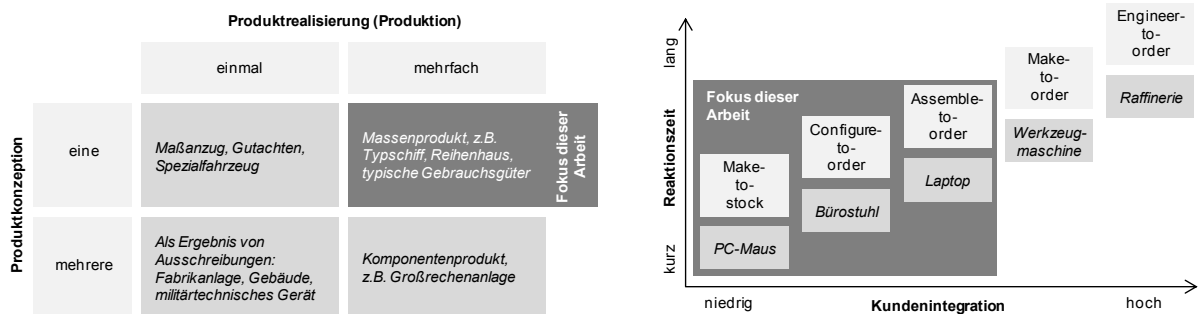 Produktrealisierung (Produktion)
einmal
mehrfach
Produktkonzeption
eine
Maßanzug, Gutachten,
Spezialfahrzeug
Massenprodukt, z.B.
Typschiff, Reihenhaus,
typische Gebrauchsgüter
Fokus dieser
Arbeit
mehrere
Als Ergebnis von
Ausschreibungen:
Fabrikanlage, Gebäude,
militärtechnisches Gerät
Komponentenprodukt,
z.B. Großrechenanlage
Reaktionszeit
lang
kurz
Fokus dieser
Arbeit
Make-
to-
stock
PC-Maus
Configure-
to-
order
Bürostuhl
Assemble-
to-
order
Laptop
Make-
to-
order
Werkzeug-
maschine
Engineer-
to-
order
Raffinerie
niedrig
Kundenintegration
hoch